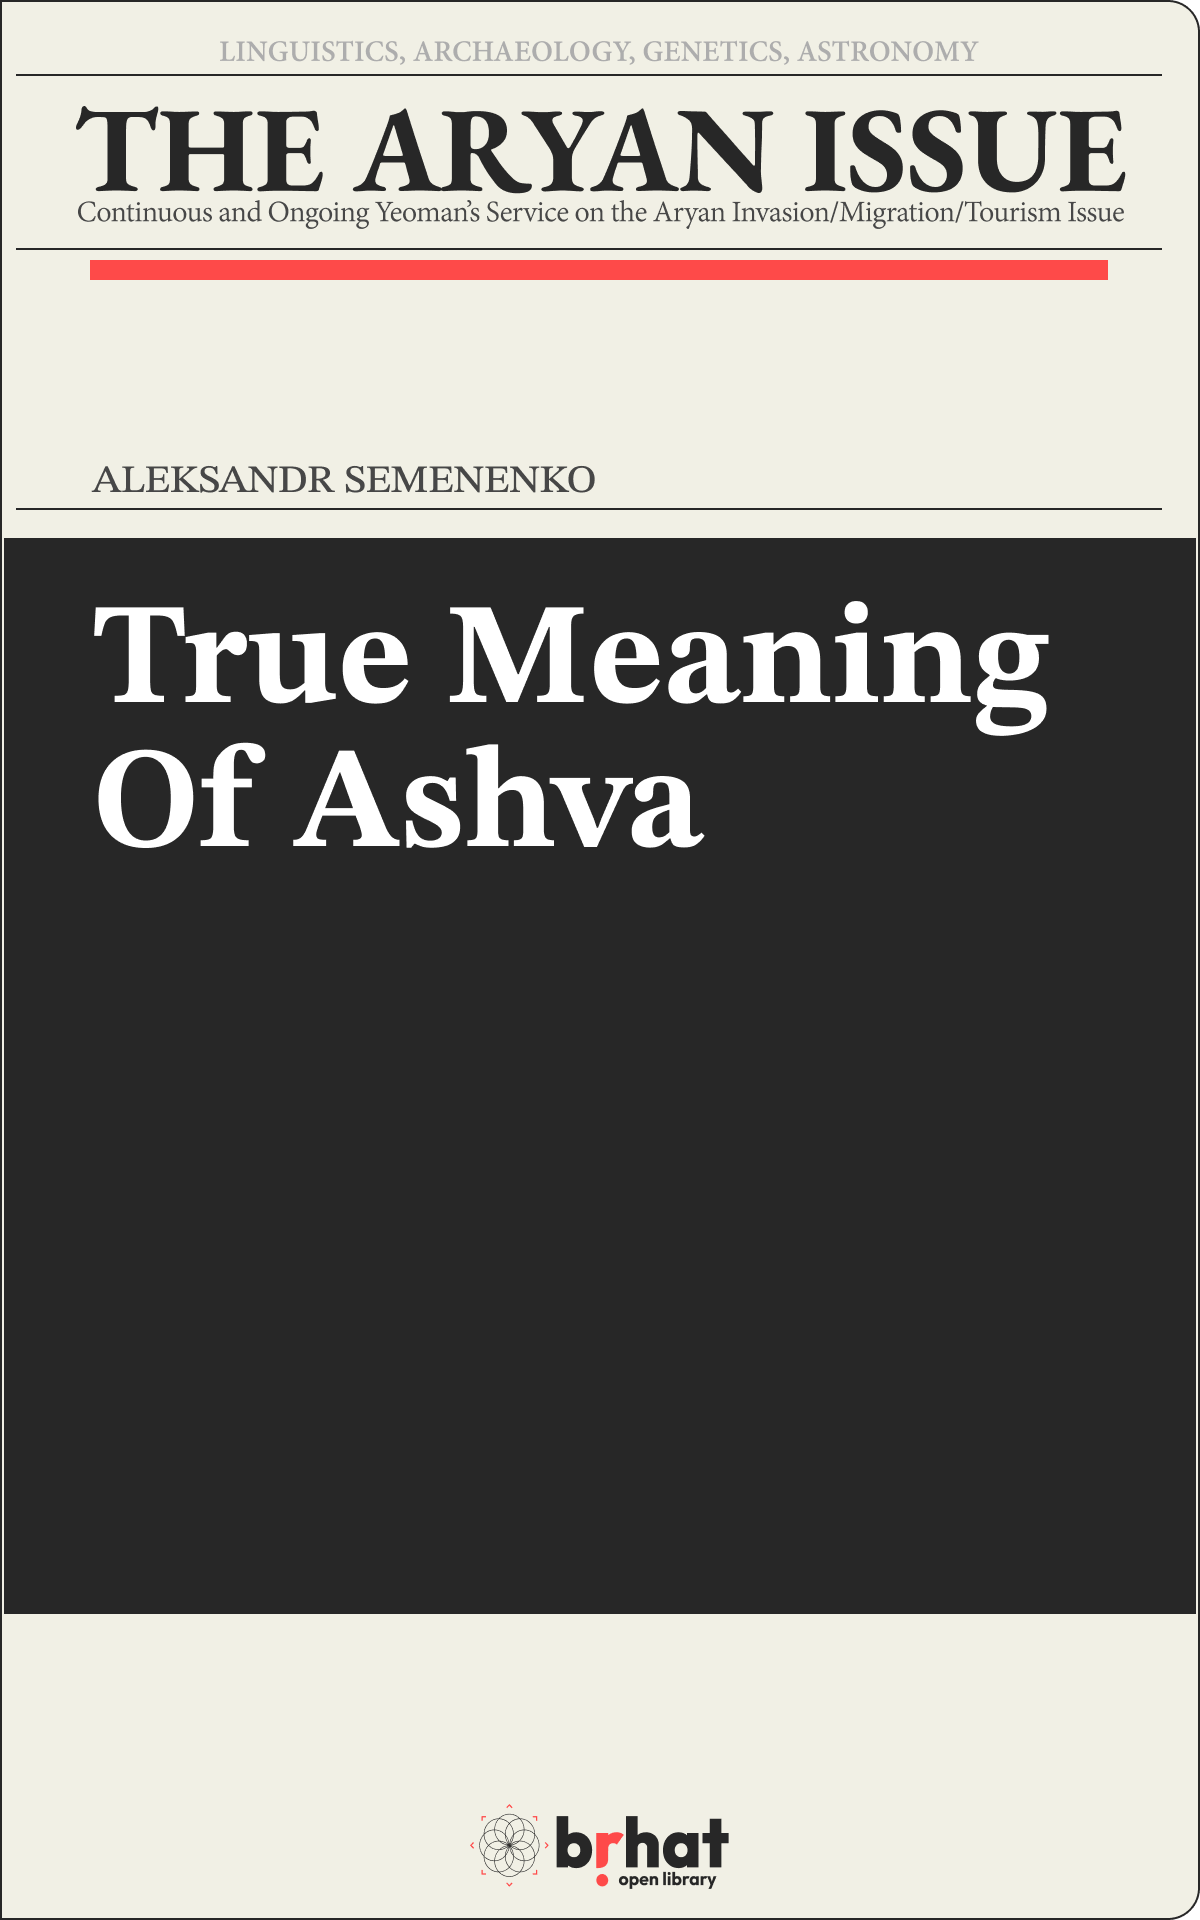 LINGUISTICS, ARCHAEOLOGY, GENETICS, ASTRONOMY
THE ARYAN ISSUE
Continuous and Ongoing Yeoman’s Service on the Aryan Invasion/Migration/Tourism Issue
ALEKSANDR SEMENENKO
True Meaning
Of Ashva
bṛhat
open library